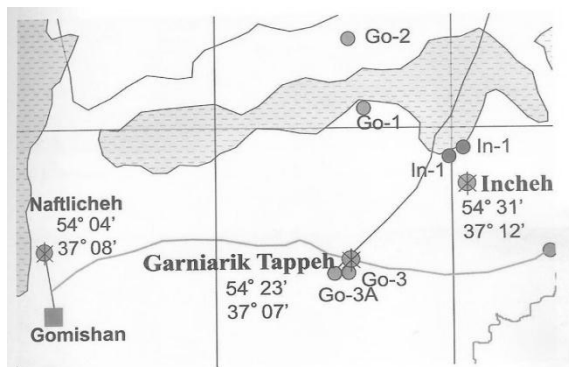 Go-2
Go-1
In-1
In-1
Incheh
54° 31'
37° 12'
Naftlicheh
54° 04'
37° 08'
Garniarik Tappeh
Go-3
Go-3A
54° 23'
37° 07'
Gomishan